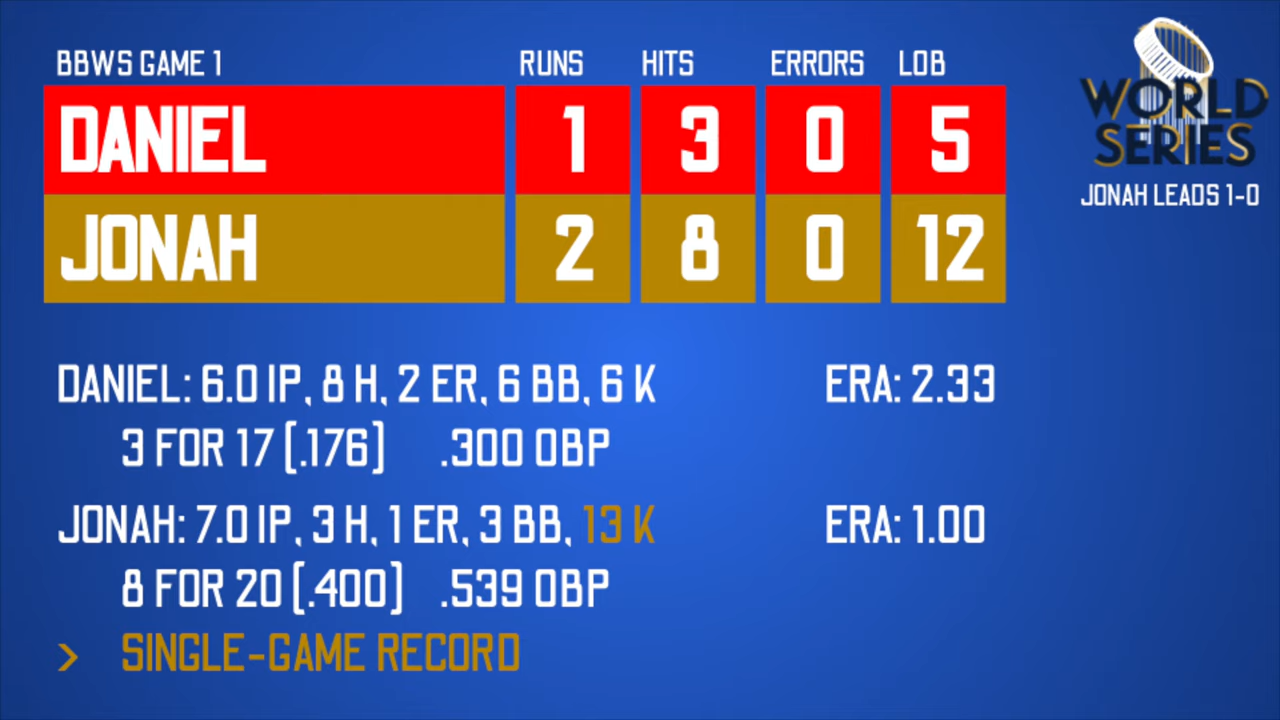 BBWS GAME 1 RUNS HITS ERRORS LOB
DANIEL 1 3 0 5
JONAH 2 8 0 12
WORLD
SERIES
JONAH LEADS 1-0
DANIEL: 6.0 IP, 8 H, 2 ER, 6 BB, 6 K ERA: 2.33
3 FOR 17 (.176) .300 OBP
JONAH: 7.0 IP, 3 H, 1 ER, 3 BB, 13 K ERA: 1.00
8 FOR 20 (.400) .539 OBP
> SINGLE-GAME RECORD